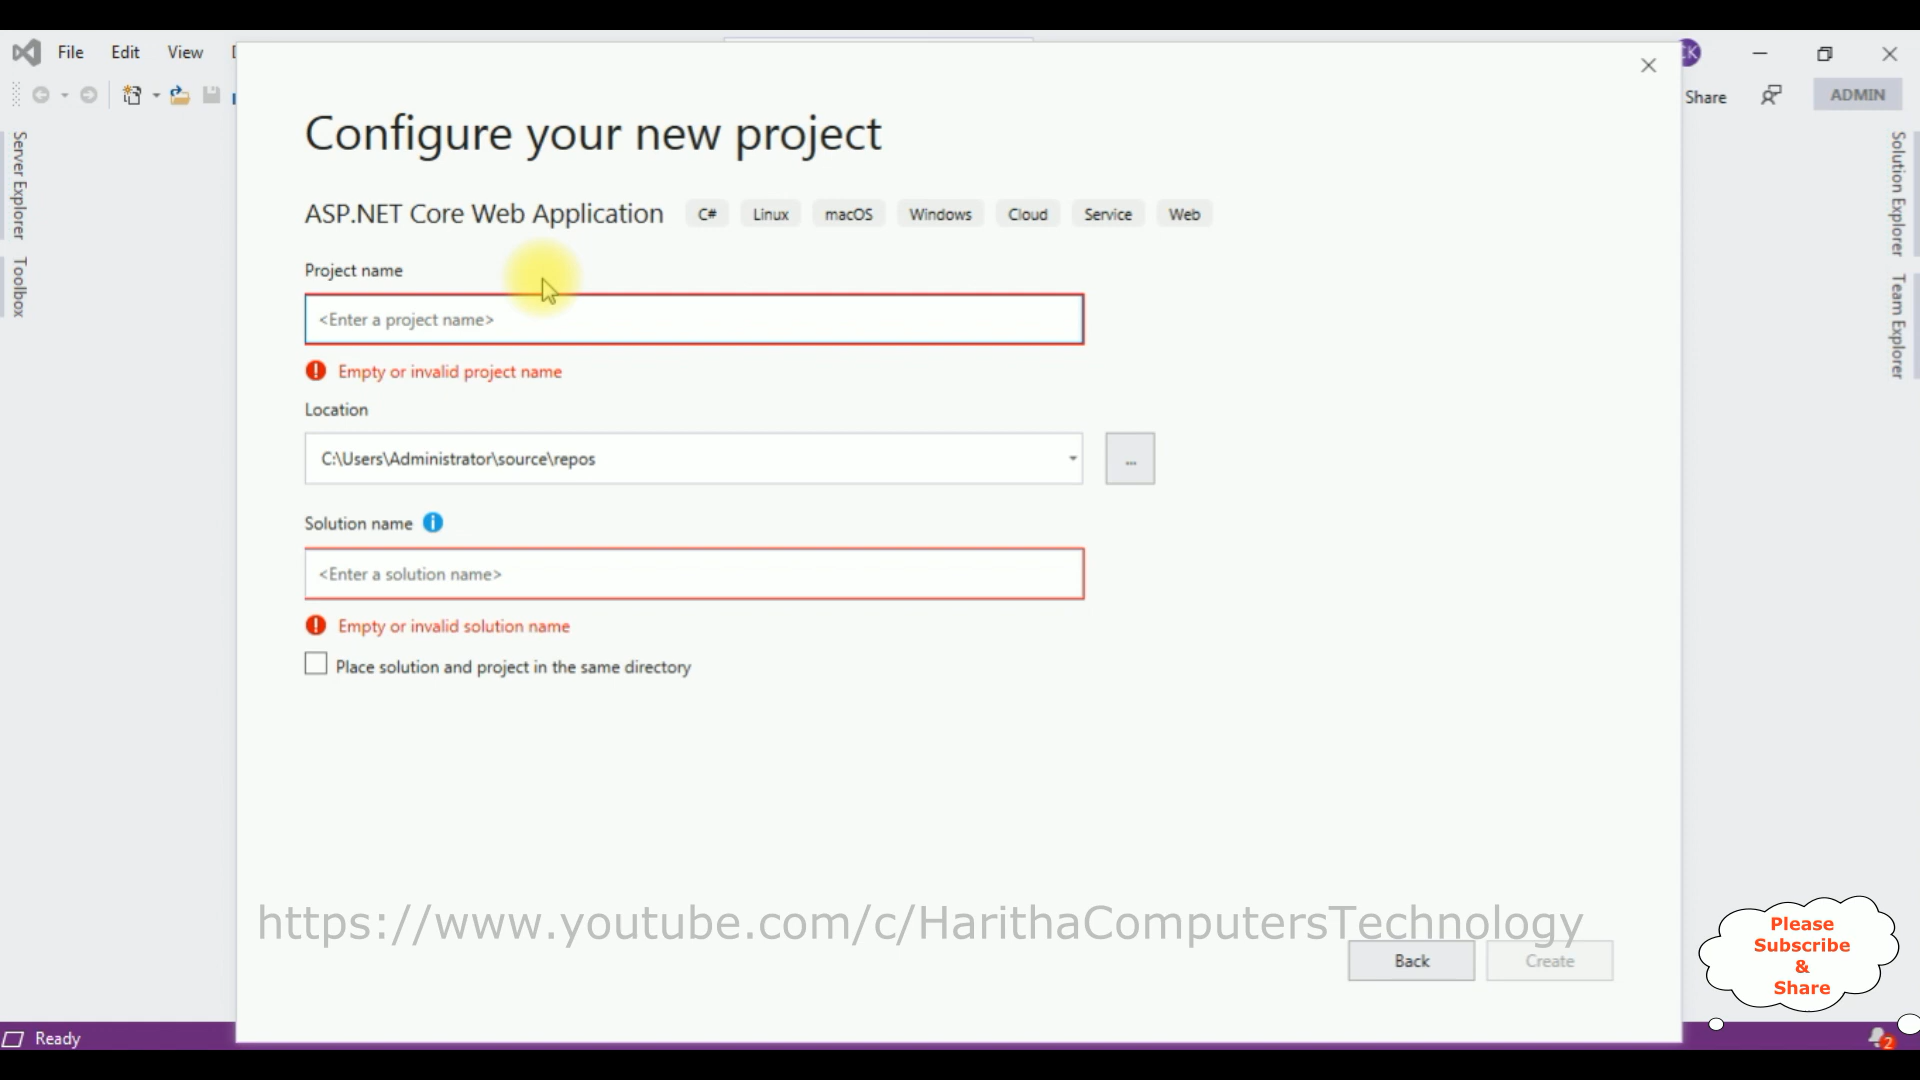 File Edit View
Share ADMIN
Server Explorer
Toolbox
Solution Explorer
Team Explorer
Configure your new project
ASP.NET Core Web Application C# Linux macOS Windows Cloud Service Web
Project name
<Enter a project name>
Empty or invalid project name
Location
C:\Users\Administrator\source\repos
...
Solution name
<Enter a solution name>
Empty or invalid solution name
Place solution and project in the same directory
https://www.youtube.com/c/HarithaComputersTechnology
Back Create
Please
Subscribe
&
Share
Ready
2